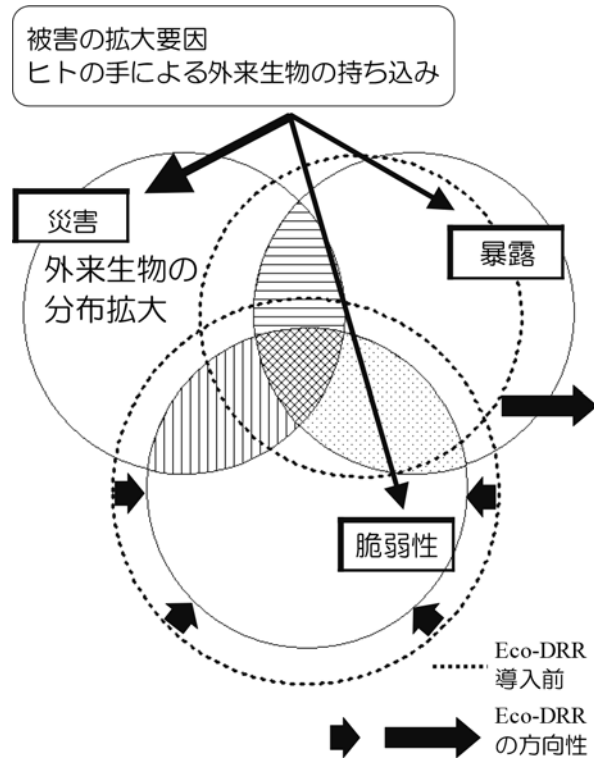 被害の拡大要因
ヒトの手による外来生物の持ち込み
災害
外来生物の
分布拡大
暴露
脆弱性
Eco-DRR
導入前
Eco-DRR
の方向性